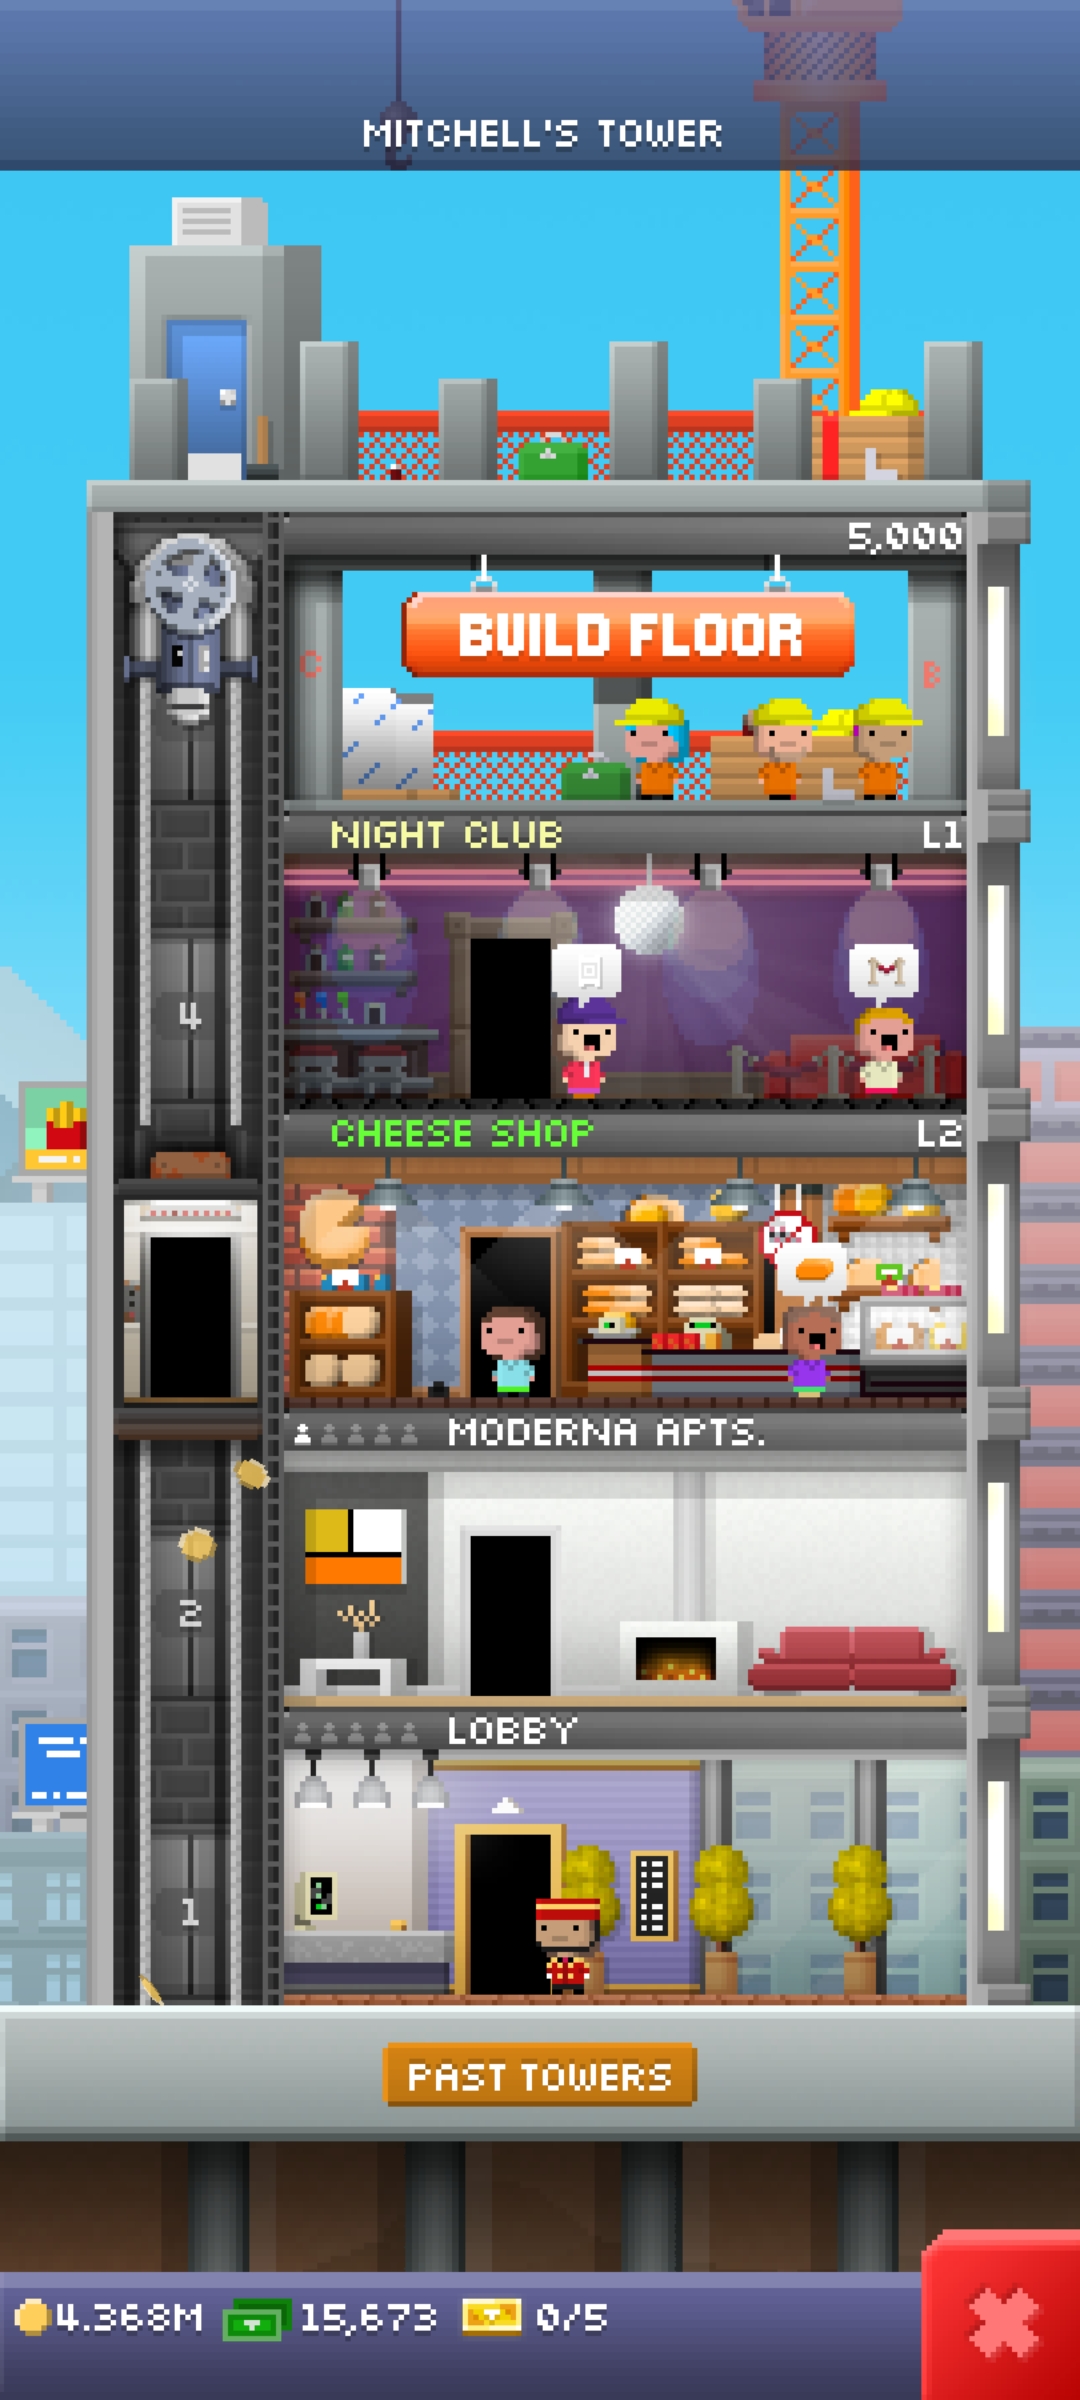 MITCHELL'S TOWER
5,000
BUILD FLOOR
C
B
NIGHT CLUB
L1
4
CHEESE SHOP
L2
MODERNA APTS.
2
LOBBY
1
PAST TOWERS
4.368M
15,673
0/5